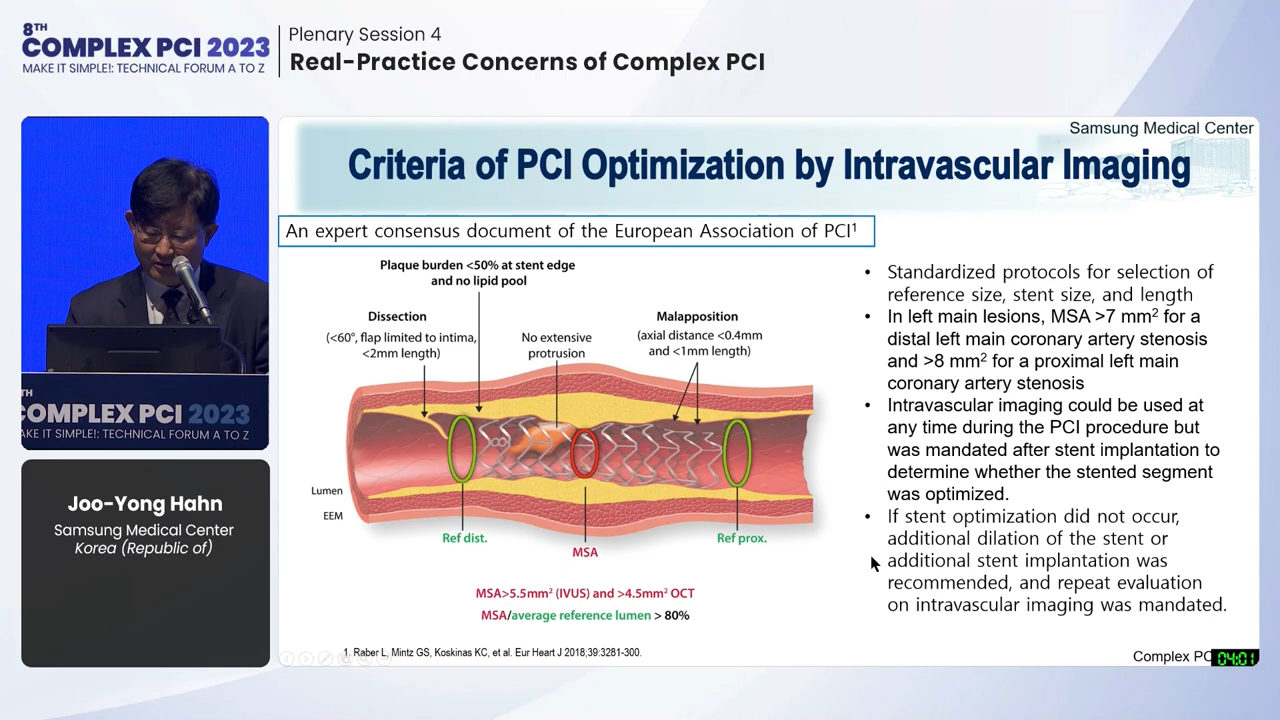 8TH
COMPLEX PCI 2023
MAKE IT SIMPLE!: TECHNICAL FORUM A TO Z
Plenary Session 4
Real-Practice Concerns of Complex PCI
TH
COMPLEX PCI 2023
AKE IT SIMPLE!: TECHNICAL FORUM A TO Z
Joo-Yong Hahn
Samsung Medical Center
Korea (Republic of)
Samsung Medical Center
Criteria of PCI Optimization by Intravascular Imaging
An expert consensus document of the European Association of PCI¹
Plaque burden <50% at stent edge
and no lipid pool
Dissection
(<60°, flap limited to intima,
<2mm length)
No extensive
protrusion
Malapposition
(axial distance <0.4mm
and <1mm length)
Lumen
EEM
Ref dist.
MSA
Ref prox.
MSA>5.5mm² (IVUS) and >4.5mm² OCT
MSA/average reference lumen > 80%
• Standardized protocols for selection of
reference size, stent size, and length
• In left main lesions, MSA >7 mm² for a
distal left main coronary artery stenosis
and >8 mm² for a proximal left main
coronary artery stenosis
• Intravascular imaging could be used at
any time during the PCI procedure but
was mandated after stent implantation to
determine whether the stented segment
was optimized.
• If stent optimization did not occur,
additional dilation of the stent or
additional stent implantation was
recommended, and repeat evaluation
on intravascular imaging was mandated.
1. Raber L, Mintz GS, Koskinas KC, et al. Eur Heart J 2018;39:3281-300.
Complex PC
04:01